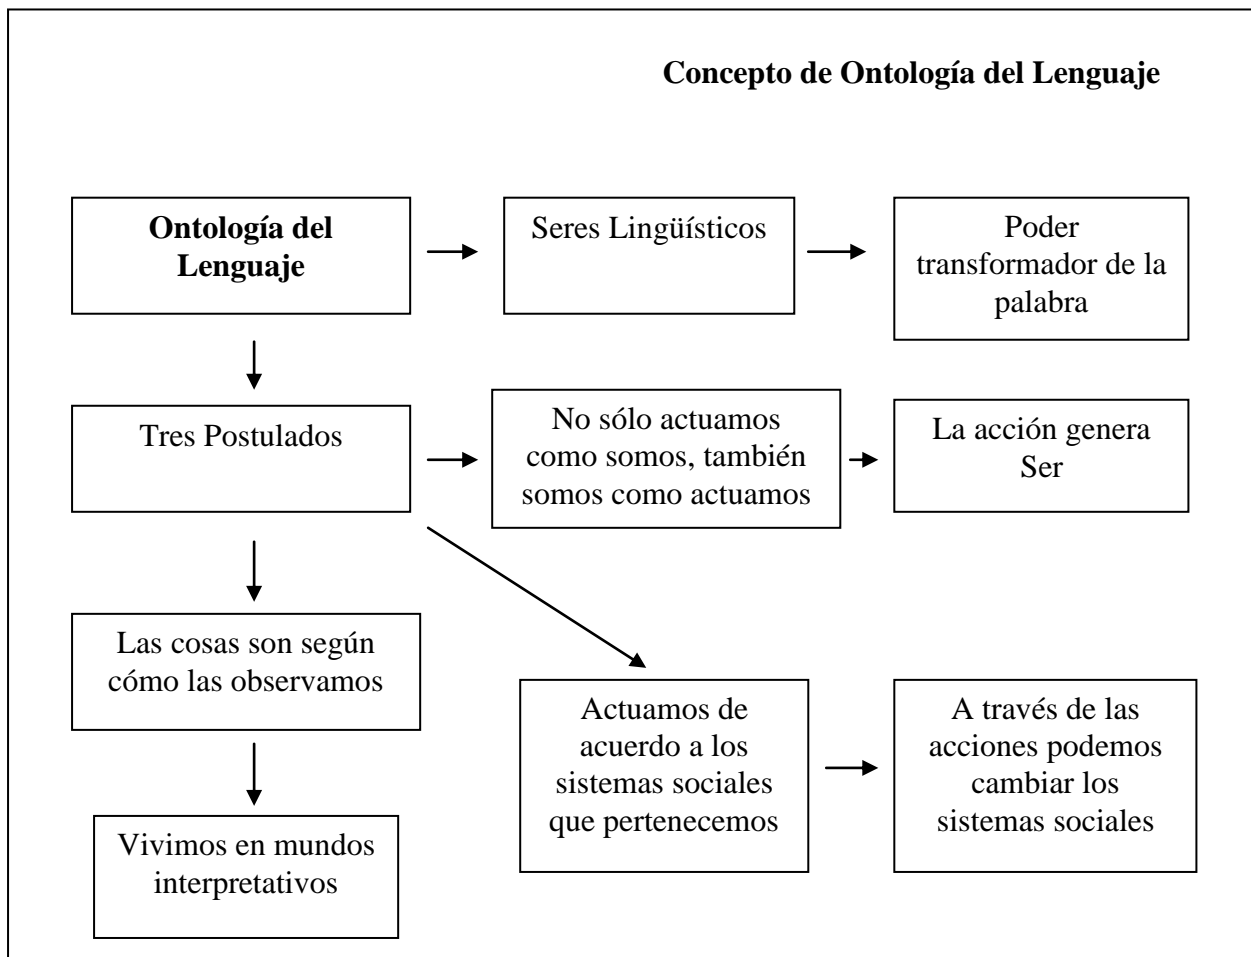 Concepto de Ontología del Lenguaje
Ontología del
Lenguaje
Seres Lingüísticos
Poder
transformador de la
palabra
Tres Postulados
No sólo actuamos
como somos, también
somos como actuamos
La acción genera
Ser
Las cosas son según
cómo las observamos
Actuamos de
acuerdo a los
sistemas sociales
que pertenecemos
A través de las
acciones podemos
cambiar los
sistemas sociales
Vivimos en mundos
interpretativos